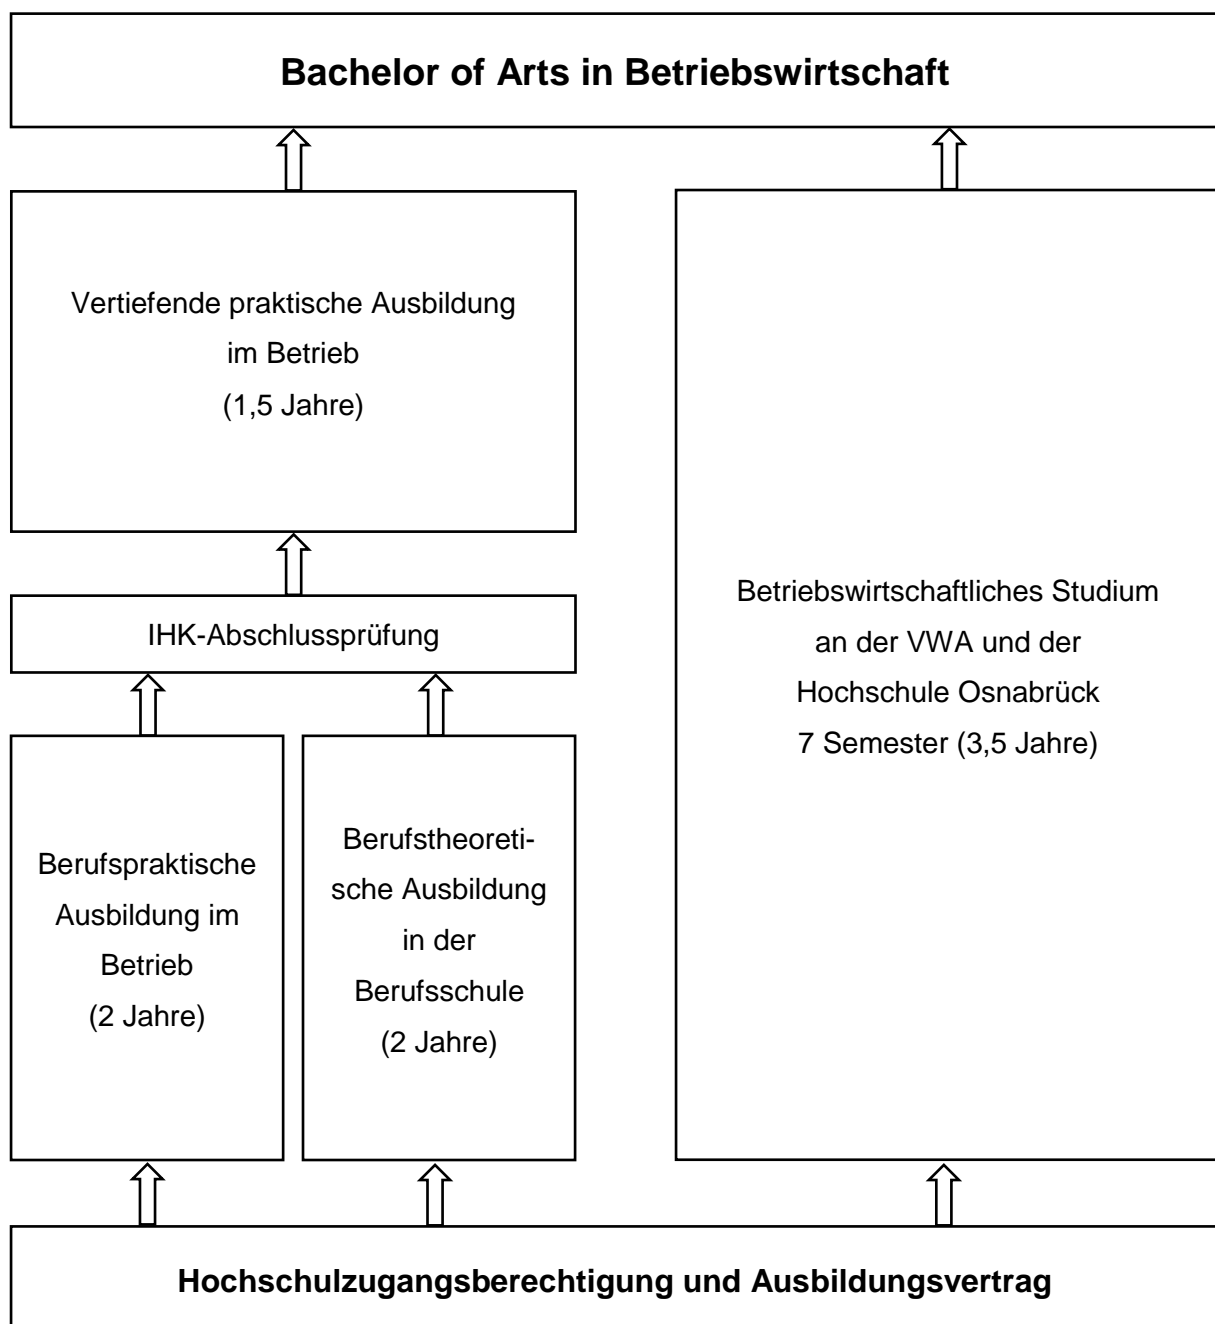 Bachelor of Arts in Betriebswirtschaft
Vertiefende praktische Ausbildung
im Betrieb
(1,5 Jahre)
IHK-Abschlussprüfung
Berufspraktische
Ausbildung im
Betrieb
(2 Jahre)
Berufstheoreti-
sche Ausbildung
in der
Berufsschule
(2 Jahre)
Betriebswirtschaftliches Studium
an der VWA und der
Hochschule Osnabrück
7 Semester (3,5 Jahre)
Hochschulzugangsberechtigung und Ausbildungsvertrag